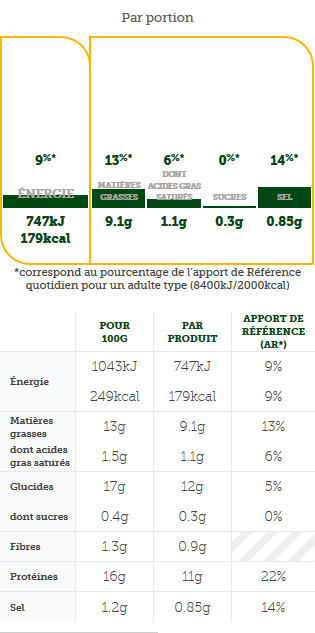 Par portion
9%* 13%* 6%* 0%* 14%*
ÉNERGIE MATIÈRES GRASSES DONT ACIDES GRAS SATURÉS SUCRES SEL
747kJ 9.1g 1.1g 0.3g 0.85g
179kcal
*correspond au pourcentage de l'apport de Référence
quotidien pour un adulte type (8400kJ/2000kcal)
POUR 100G PAR PRODUIT APPORT DE RÉFÉRENCE (AR*)
Énergie 1043kJ 747kJ 9%
249kcal 179kcal 9%
Matières grasses 13g 9.1g 13%
dont acides gras saturés 1.5g 1.1g 6%
Glucides 17g 12g 5%
dont sucres 0.4g 0.3g 0%
Fibres 1.3g 0.9g
Protéines 16g 11g 22%
Sel 1.2g 0.85g 14%